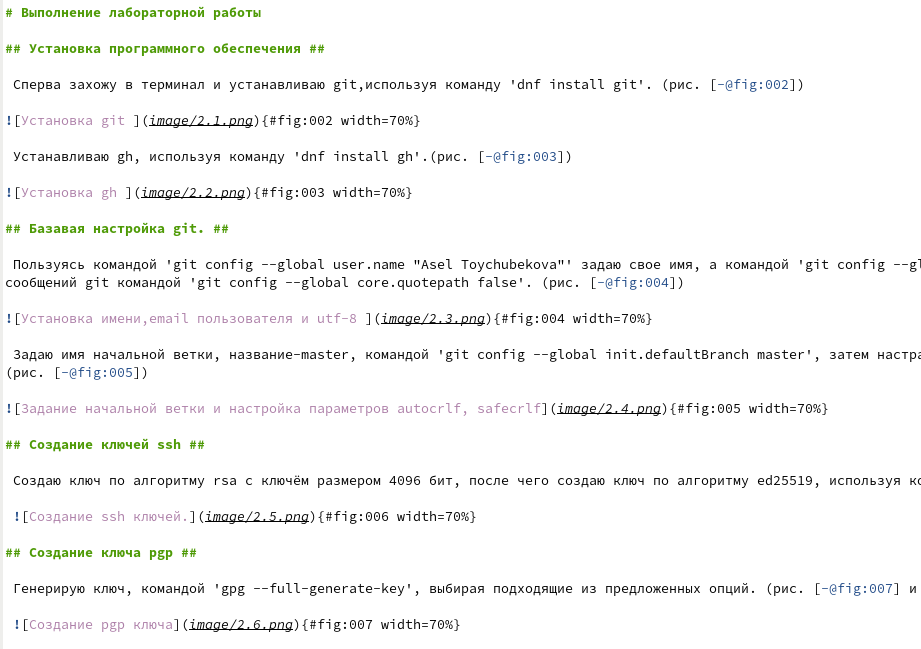 # Выполнение лабораторной работы
## Установка программного обеспечения ##
Сперва захожу в терминал и устанавливаю git,используя команду 'dnf install git'. (рис. [-@fig:002])
![Установка git ](image/2.1.png){#fig:002 width=70%}
Устанавливаю gh, используя команду 'dnf install gh'.(рис. [-@fig:003])
![Установка gh ](image/2.2.png){#fig:003 width=70%}
## Базавая настройка git. ##
Пользуясь командой 'git config --global user.name "Asel Toychubekova"' задаю свое имя, а командой 'git config --gl
сообщений git командой 'git config --global core.quotepath false'. (рис. [-@fig:004])
![Установка имени,email пользователя и utf-8 ](image/2.3.png){#fig:004 width=70%}
Задаю имя начальной ветки, название-master, командой 'git config --global init.defaultBranch master', затем настра
(рис. [-@fig:005])
![Задание начальной ветки и настройка параметров autocrlf, safecrlf](image/2.4.png){#fig:005 width=70%}
## Создание ключей ssh ##
Создаю ключ по алгоритму rsa с ключём размером 4096 бит, после чего создаю ключ по алгоритму ed25519, используя ко
![Создание ssh ключей.](image/2.5.png){#fig:006 width=70%}
## Создание ключа pgp ##
Генерирую ключ, командой 'gpg --full-generate-key', выбирая подходящие из предложенных опций. (рис. [-@fig:007] и
![Создание pgp ключа](image/2.6.png){#fig:007 width=70%}